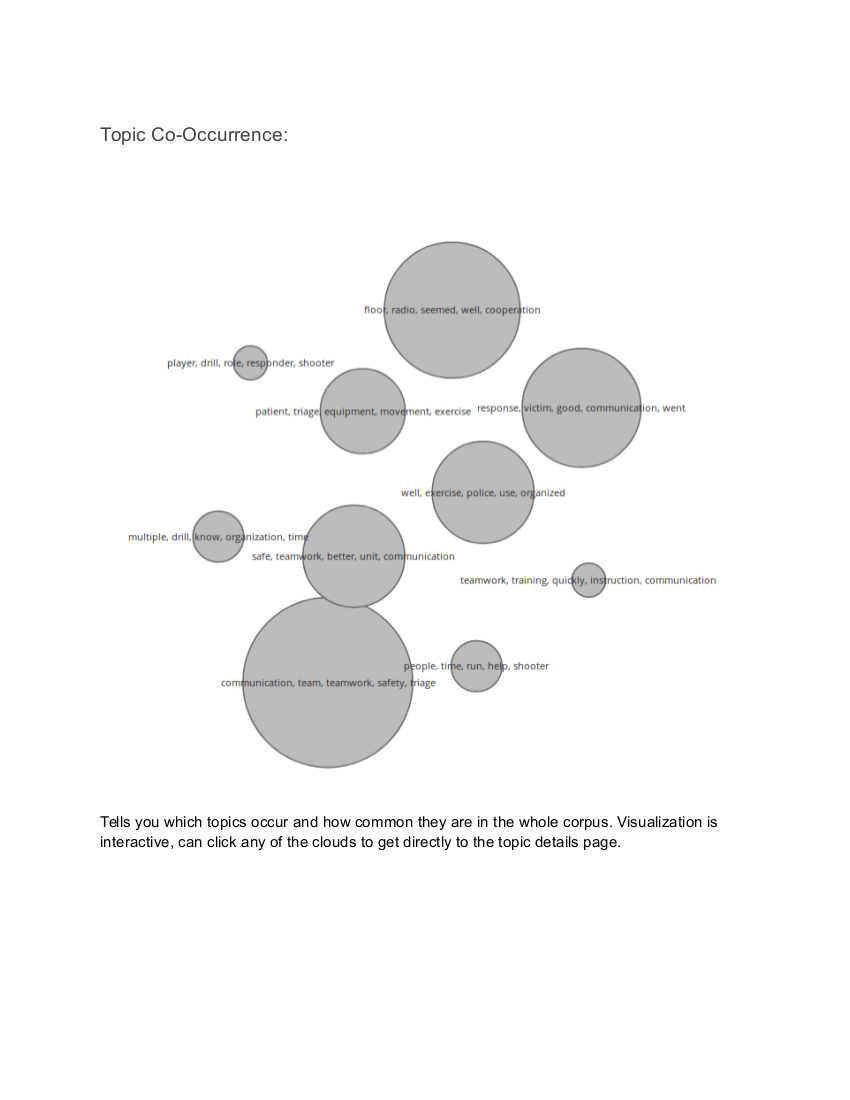 Topic Co-Occurrence:
floor, radio, seemed, well, cooperation
player, drill, role, responder, shooter
patient, triage, equipment, movement, exercise
response, victim, good, communication, went
well, exercise, police, use, organized
multiple, drill, know, organization, time
safe, teamwork, better, unit, communication
teamwork, training, quickly, instruction, communication
people, time, run, help, shooter
communication, team, teamwork, safety, triage
Tells you which topics occur and how common they are in the whole corpus. Visualization is
interactive, can click any of the clouds to get directly to the topic details page.